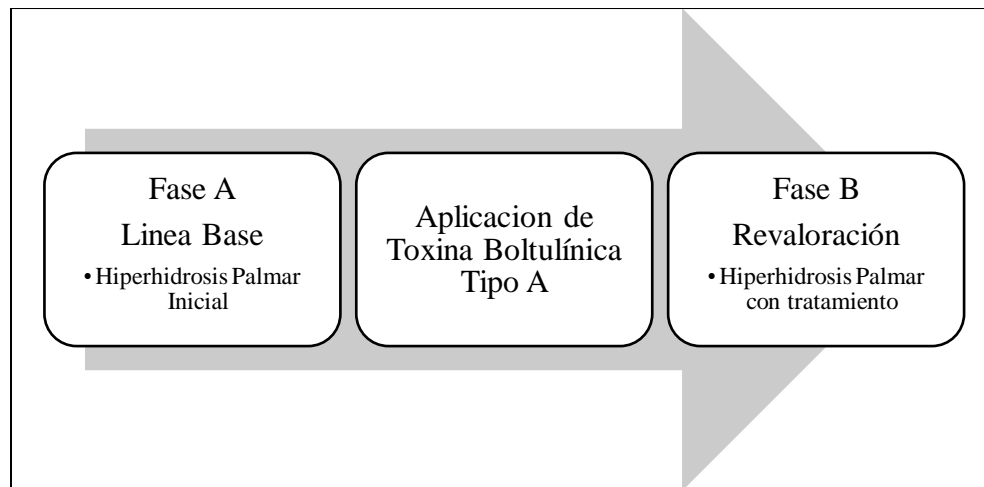 Fase A
Linea Base
• Hiperhidrosis Palmar
Inicial
Aplicacion de
Toxina Boltulínica
Tipo A
Fase B
Revaloración
• Hiperhidrosis Palmar
con tratamiento